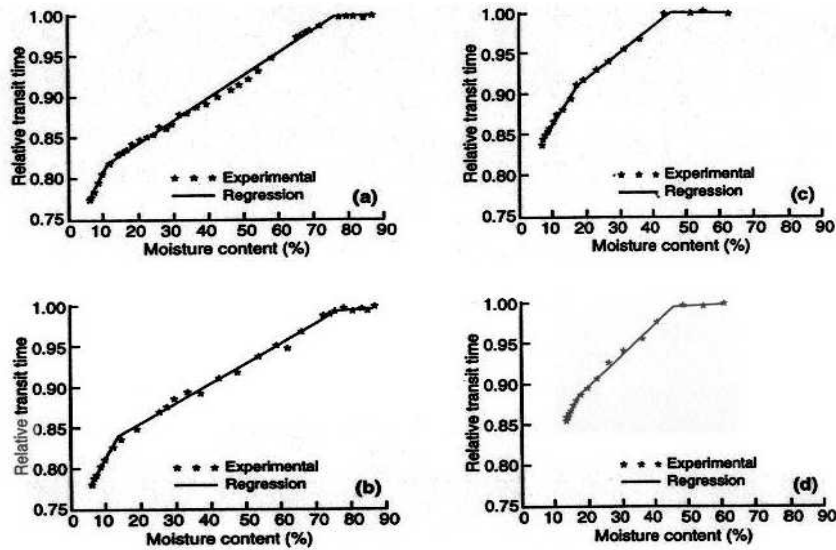 1.00
0.95
0.90
0.85
0.80
0.75
Relative transit time
Experimental
Regression
(a)
0 10 20 30 40 50 60 70 80 90
Moisture content (%)
1.00
0.95
0.90
0.85
0.80
0.75
Relative transit time
Experimental
Regression
(c)
0 10 20 30 40 50 60 70 80 90
Moisture content (%)
1.00
0.95
0.90
0.85
0.80
0.75
Relative transit time
Experimental
Regression
(b)
0 10 20 30 40 50 60 70 80 90
Moisture content (%)
1.00
0.95
0.90
0.85
0.80
0.75
Relative transit time
Experimental
Regression
(d)
0 10 20 30 40 50 60 70 80 90
Moisture content (%)